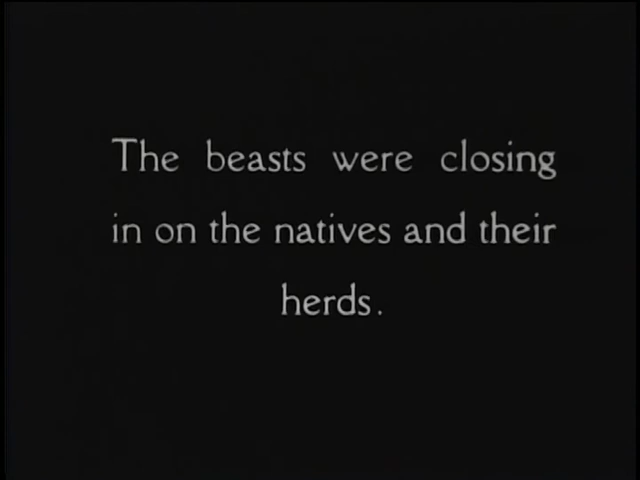 The beasts were closing
in on the natives and their
herds.